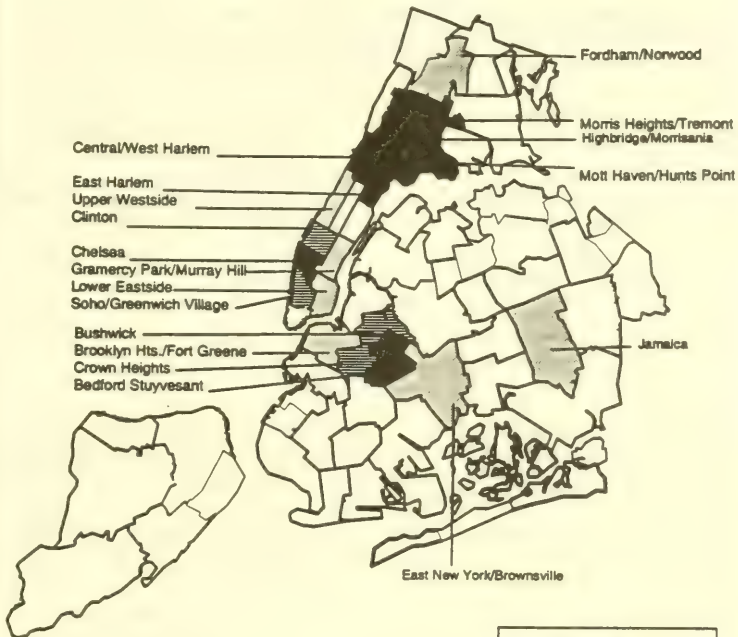 Fordham/Norwood
Morris Heights/Tremont
Highbridge/Morrisania
Mott Haven/Hunts Point
Central/West Harlem
East Harlem
Upper Westside
Clinton
Chelsea
Gramercy Park/Murray Hill
Lower Eastside
Soho/Greenwich Village
Bushwick
Brooklyn Hts./Fort Greene
Crown Heights
Bedford Stuyvesant
Jamaica
East New York/Brownsville